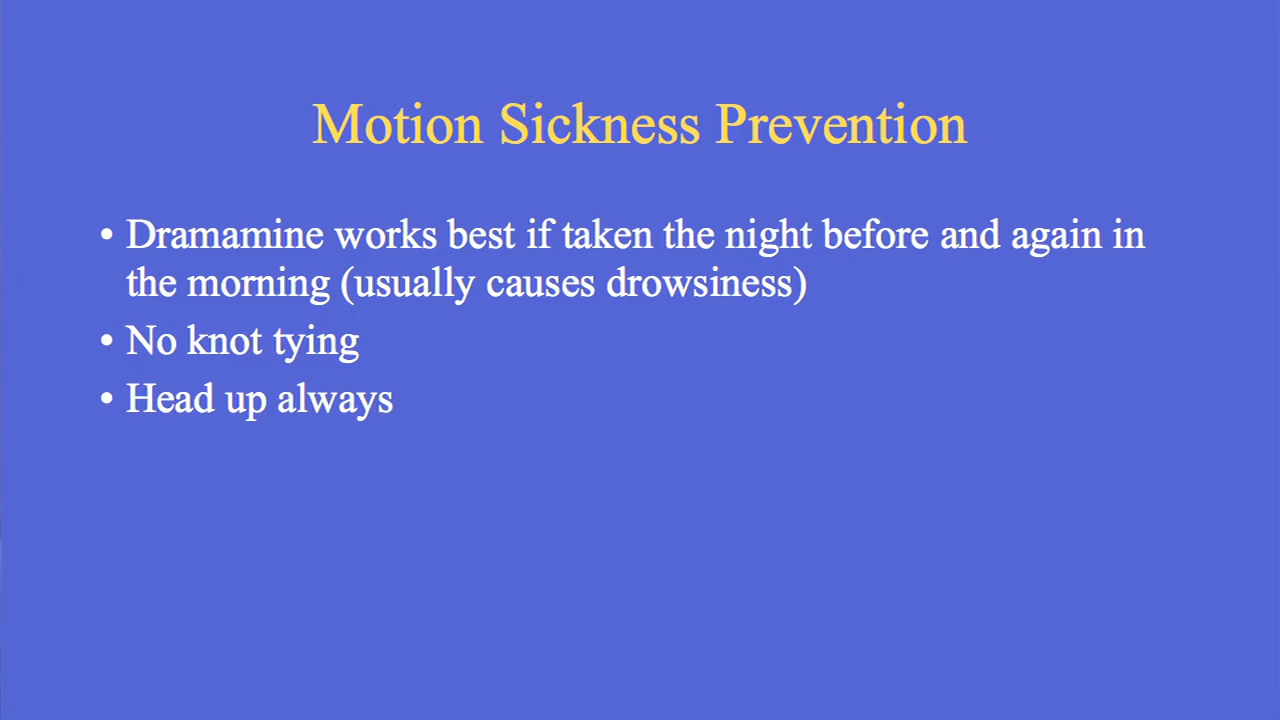 Motion Sickness Prevention
• Dramamine works best if taken the night before and again in
the morning (usually causes drowsiness)
• No knot tying
• Head up always